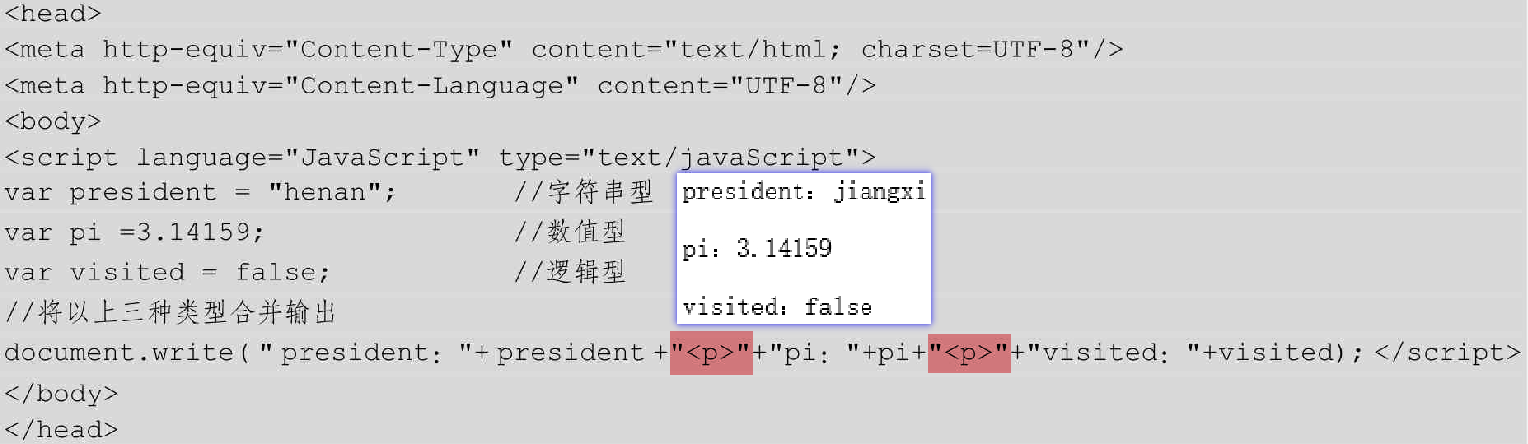 <head>
<meta http-equiv="Content-Type" content="text/html; charset=UTF-8"/>
<meta http-equiv="Content-Language" content="UTF-8"/>
<body>
<script language="JavaScript" type="text/javaScript">
var president = "henan"; //字符串型
var pi =3.14159; //数值型
var visited = false; //逻辑型
//将以上三种类型合并输出
document.write("president："+president+"<p>"+"pi："+pi+"<p>"+"visited："+visited);</script>
</body>
</head>
president：jiangxi
pi：3.14159
visited：false